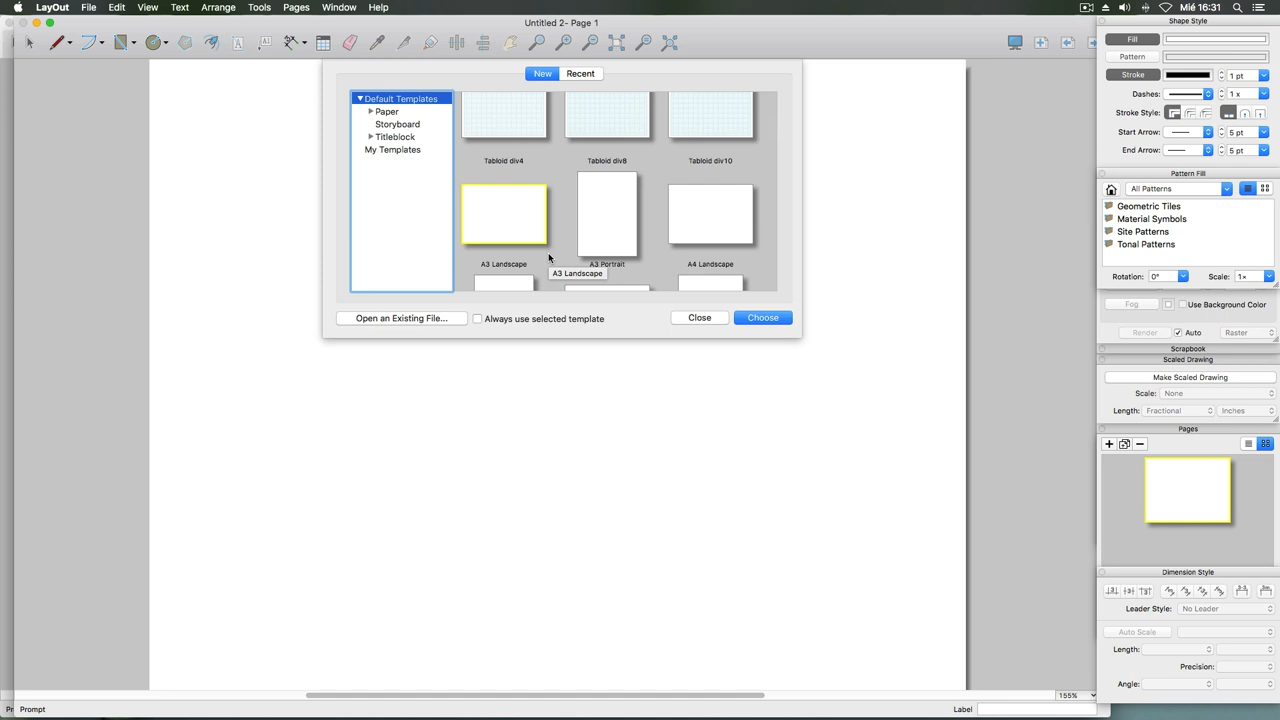 LayOut File Edit View Text Arrange Tools Pages Window Help
Mié 16:31
Untitled 2- Page 1
Shape Style
Fill
Pattern
Stroke 1 pt
Dashes: 1 x
Stroke Style:
Start Arrow: 5 pt
End Arrow: 5 pt
Pattern Fill
All Patterns
Geometric Tiles
Material Symbols
Site Patterns
Tonal Patterns
Rotation: 0° Scale: 1x
Fog Use Background Color
Render Auto Raster
Scrapbook
Scaled Drawing
Make Scaled Drawing
Scale: None
Length: Fractional Inches
Pages
Dimension Style
Leader Style: No Leader
Auto Scale
Length:
Precision:
Angle:
New Recent
Default Templates
Paper
Storyboard
Titleblock
My Templates
Tabloid div4 Tabloid div8 Tabloid div10
A3 Landscape A3 Portrait A4 Landscape
A3 Landscape
Open an Existing File... Always use selected template Close Choose
155%
Pr Prompt Label